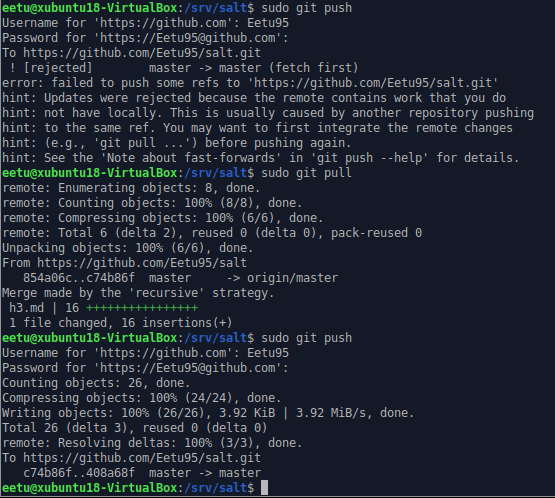 eetu@xubuntu18-VirtualBox:/srv/salt$ sudo git push
Username for 'https://github.com': Eetu95
Password for 'https://Eetu95@github.com':
To https://github.com/Eetu95/salt.git
 ! [rejected]        master -> master (fetch first)
error: failed to push some refs to 'https://github.com/Eetu95/salt.git'
hint: Updates were rejected because the remote contains work that you do
hint: not have locally. This is usually caused by another repository pushing
hint: to the same ref. You may want to first integrate the remote changes
hint: (e.g., 'git pull ...') before pushing again.
hint: See the 'Note about fast-forwards' in 'git push --help' for details.
eetu@xubuntu18-VirtualBox:/srv/salt$ sudo git pull
remote: Enumerating objects: 8, done.
remote: Counting objects: 100% (8/8), done.
remote: Compressing objects: 100% (6/6), done.
remote: Total 6 (delta 2), reused 0 (delta 0), pack-reused 0
Unpacking objects: 100% (6/6), done.
From https://github.com/Eetu95/salt
   854a06c..c74b86f  master     -> origin/master
Merge made by the 'recursive' strategy.
 h3.md | 16 ++++++++++++++++
 1 file changed, 16 insertions(+)
eetu@xubuntu18-VirtualBox:/srv/salt$ sudo git push
Username for 'https://github.com': Eetu95
Password for 'https://Eetu95@github.com':
Counting objects: 26, done.
Compressing objects: 100% (24/24), done.
Writing objects: 100% (26/26), 3.92 KiB | 3.92 MiB/s, done.
Total 26 (delta 3), reused 0 (delta 0)
remote: Resolving deltas: 100% (3/3), done.
To https://github.com/Eetu95/salt.git
   c74b86f..408a68f  master -> master
eetu@xubuntu18-VirtualBox:/srv/salt$